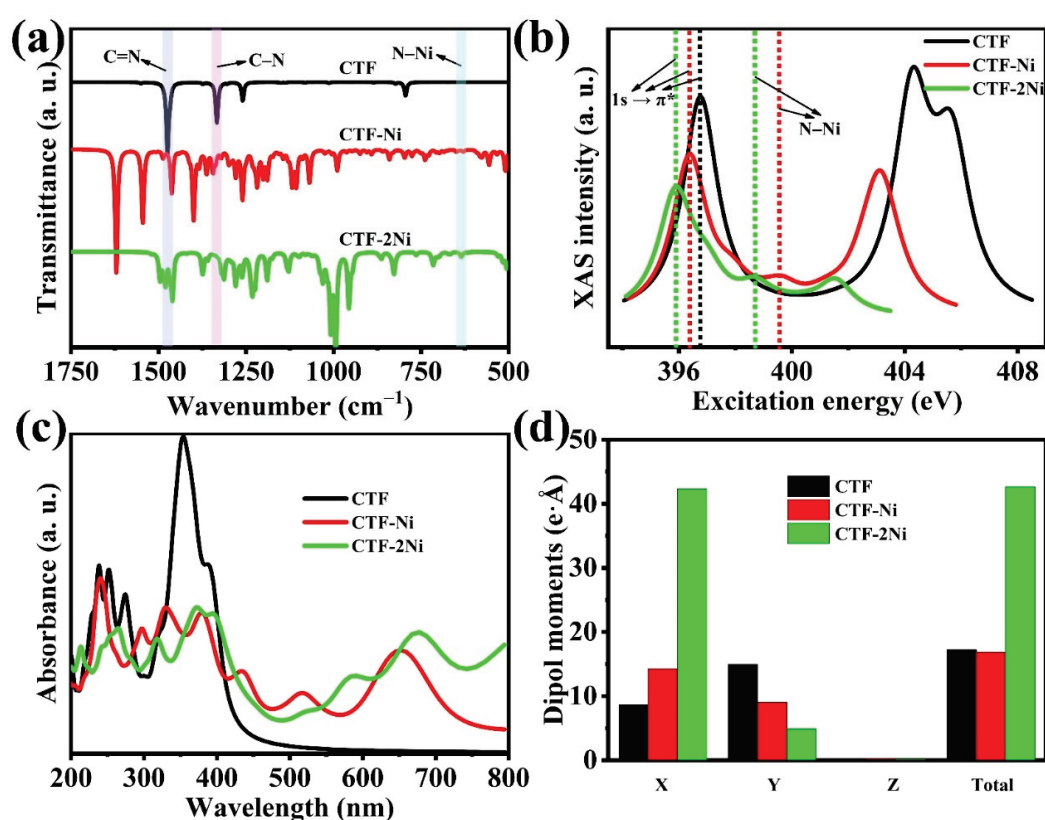 (a)
C=N
C–N
N–Ni
CTF
CTF-Ni
CTF-2Ni
Transmittance (a. u.)
1750 1500 1250 1000 750 500
Wavenumber (cm⁻¹)
(b)
CTF
CTF-Ni
CTF-2Ni
1s → π*
N–Ni
XAS intensity (a. u.)
396 400 404 408
Excitation energy (eV)
(c)
CTF
CTF-Ni
CTF-2Ni
Absorbance (a. u.)
200 300 400 500 600 700 800
Wavelength (nm)
(d)
50
40
30
20
10
0
CTF
CTF-Ni
CTF-2Ni
Dipol moments (e·Å)
X Y Z Total